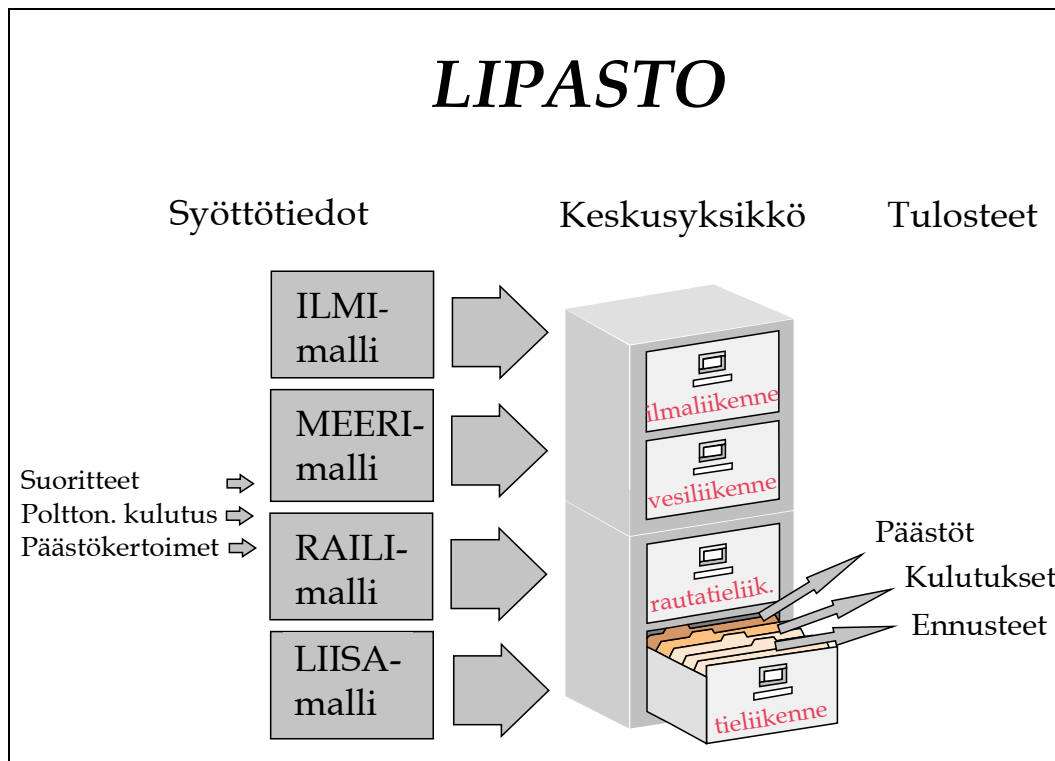 LIPASTO
Syöttötiedot
Keskusyksikkö
Tulosteet
ILMI-
malli
MEERI-
malli
RAILI-
malli
LIISA-
malli
Suoritteet
Poltton. kulutus
Päästökertoimet
ilmaliikenne
vesiliikenne
rautatieliik.
tieliikenne
Päästöt
Kulutukset
Ennusteet